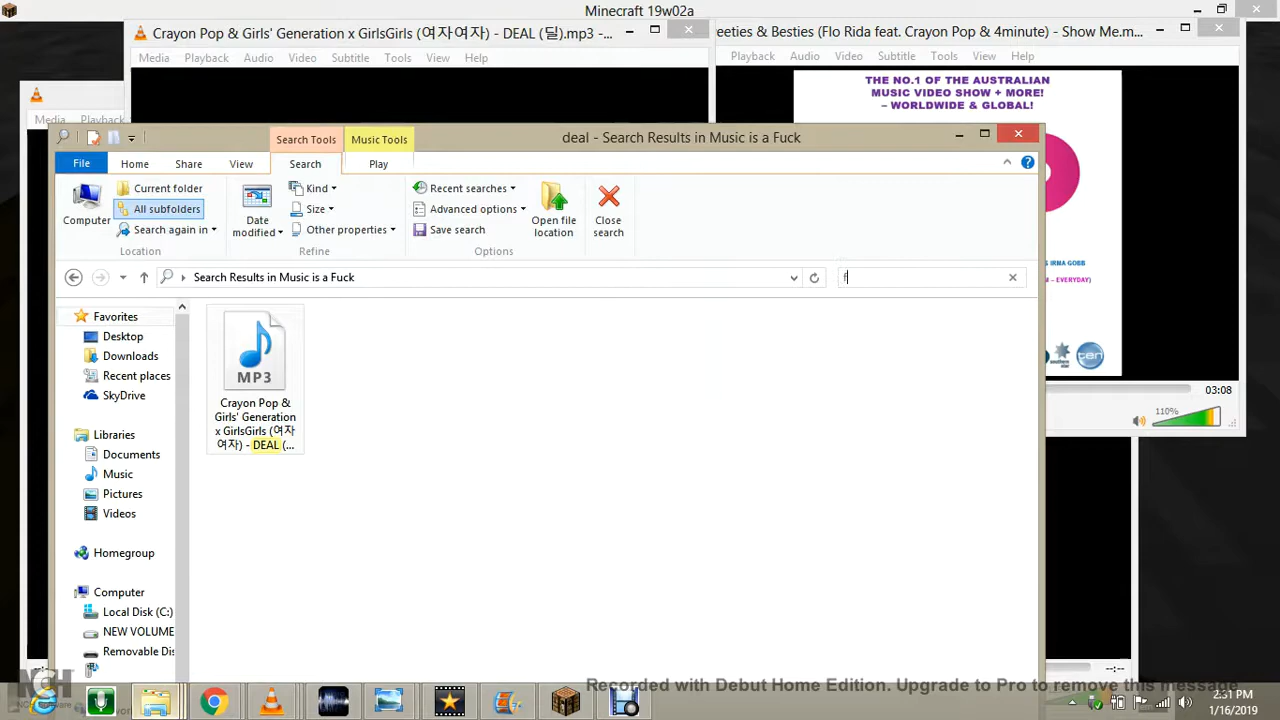 Minecraft 19w02a
Crayon Pop & Girls' Generation x GirlsGirls (여자여자) - DEAL (딜).mp3 -...
eeties & Besties (Flo Rida feat. Crayon Pop & 4minute) - Show Me.m...
Media Playback Audio Video Subtitle Tools View Help
Playback Audio Video Subtitle Tools View Help
THE NO.1 OF THE AUSTRALIAN
MUSIC VIDEO SHOW + MORE!
– WORLDWIDE & GLOBAL!
Media Playback
Search Tools Music Tools
deal - Search Results in Music is a Fuck
File Home Share View Search Play
Computer
Current folder
All subfolders
Search again in
Location
Date modified
Kind
Size
Other properties
Refine
Recent searches
Advanced options
Save search
Options
Open file location
Close search
Search Results in Music is a Fuck
f
IRMA GOBB
– EVERYDAY)
ten
03:08
110%
Favorites
Desktop
Downloads
Recent places
SkyDrive
Libraries
Documents
Music
Pictures
Videos
Homegroup
Computer
Local Disk (C:)
NEW VOLUME
Removable Dis
MP3
Crayon Pop &
Girls' Generation
x GirlsGirls (여자
여자) - DEAL (...
--:--
NCH
Recorded with Debut Home Edition. Upgrade to Pro to remove this message
2:31 PM
1/16/2019